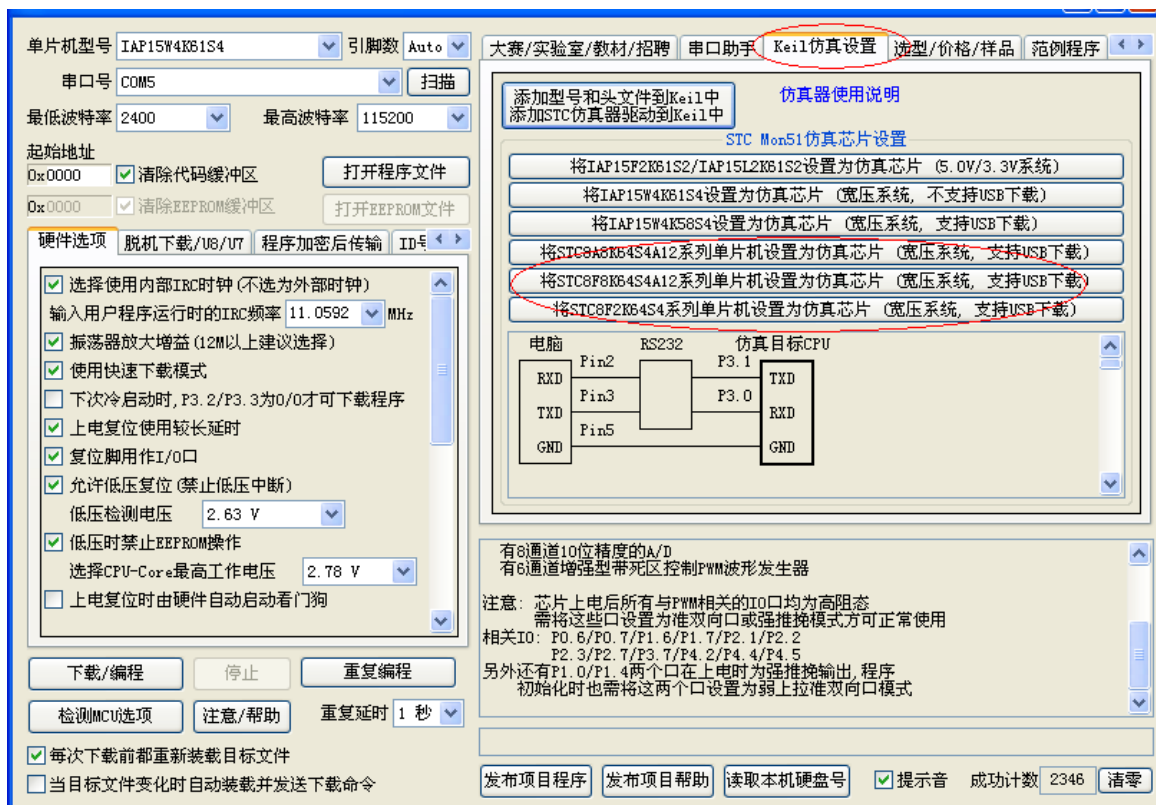 单片机型号 IAP15W4K61S4 引脚数 Auto
串口号 COM5 扫描
最低波特率 2400 最高波特率 115200
起始地址
0x0000 清除代码缓冲区 打开程序文件
0x0000 清除EEPROM缓冲区 打开EEPROM文件
硬件选项 脱机下载/U8/U7 程序加密后传输 ID号
选择使用内部IRC时钟(不选为外部时钟)
输入用户程序运行时的IRC频率 11.0592 MHz
振荡器放大增益(12M以上建议选择)
使用快速下载模式
下次冷启动时,P3.2/P3.3为0/0才可下载程序
上电复位使用较长延时
复位脚用作I/O口
允许低压复位(禁止低压中断)
低压检测电压 2.63 V
低压时禁止EEPROM操作
选择CPU-Core最高工作电压 2.78 V
上电复位时由硬件自动启动看门狗
下载/编程 停止 重复编程
检测MCU选项 注意/帮助 重复延时 1 秒
每次下载前都重新装载目标文件
当目标文件变化时自动装载并发送下载命令
大赛/实验室/教材/招聘 串口助手 Keil仿真设置 选型/价格/样品 范例程序
添加型号和头文件到Keil中
添加STC仿真器驱动到Keil中
仿真器使用说明
STC Mon51仿真芯片设置
将IAP15F2K61S2/IAP15L2K61S2设置为仿真芯片 (5.0V/3.3V系统)
将IAP15W4K61S4设置为仿真芯片 (宽压系统, 不支持USB下载)
将IAP15W4K58S4设置为仿真芯片 (宽压系统, 支持USB下载)
将STC8A8K64S4A12系列单片机设置为仿真芯片 (宽压系统, 支持USB下载)
将STC8F8K64S4A12系列单片机设置为仿真芯片 (宽压系统, 支持USB下载)
将STC8F2K64S4系列单片机设置为仿真芯片 (宽压系统, 支持USB下载)
电脑 RS232 仿真目标CPU
Pin2 P3.1
RXD TXD
Pin3 P3.0
TXD RXD
Pin5
GND GND
有8通道10位精度的A/D
有6通道增强型带死区控制PWM波形发生器
注意: 芯片上电后所有与PWM相关的IO口均为高阻态
需将这些口设置为准双向口或强推挽模式方可正常使用
相关IO: P0.6/P0.7/P1.6/P1.7/P2.1/P2.2
P2.3/P2.7/P3.7/P4.2/P4.4/P4.5
另外还有P1.0/P1.4两个口在上电时为强推挽输出,程序
初始化时也需将这两个口设置为弱上拉准双向口模式
发布项目程序 发布项目帮助 读取本机硬盘号 提示音 成功计数 2346 清零